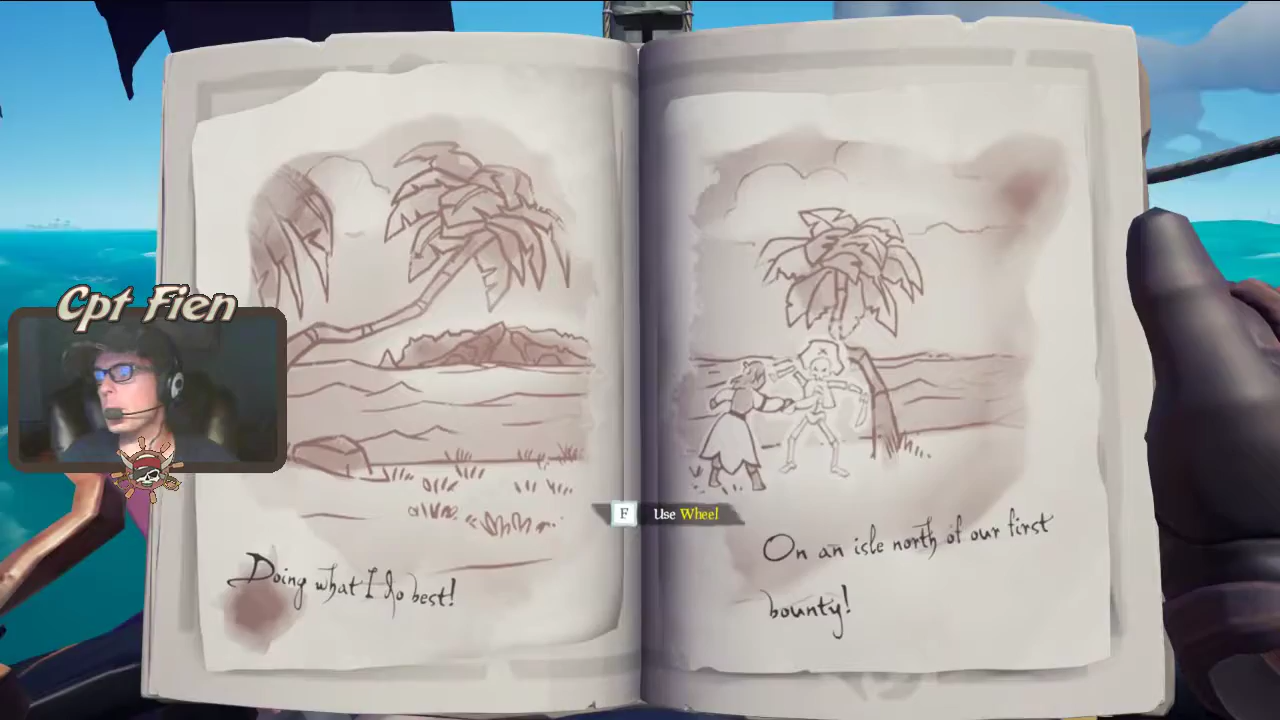 Cpt Fien
F Use Wheel
Doing what I do best!
On an isle north of our first
bounty!